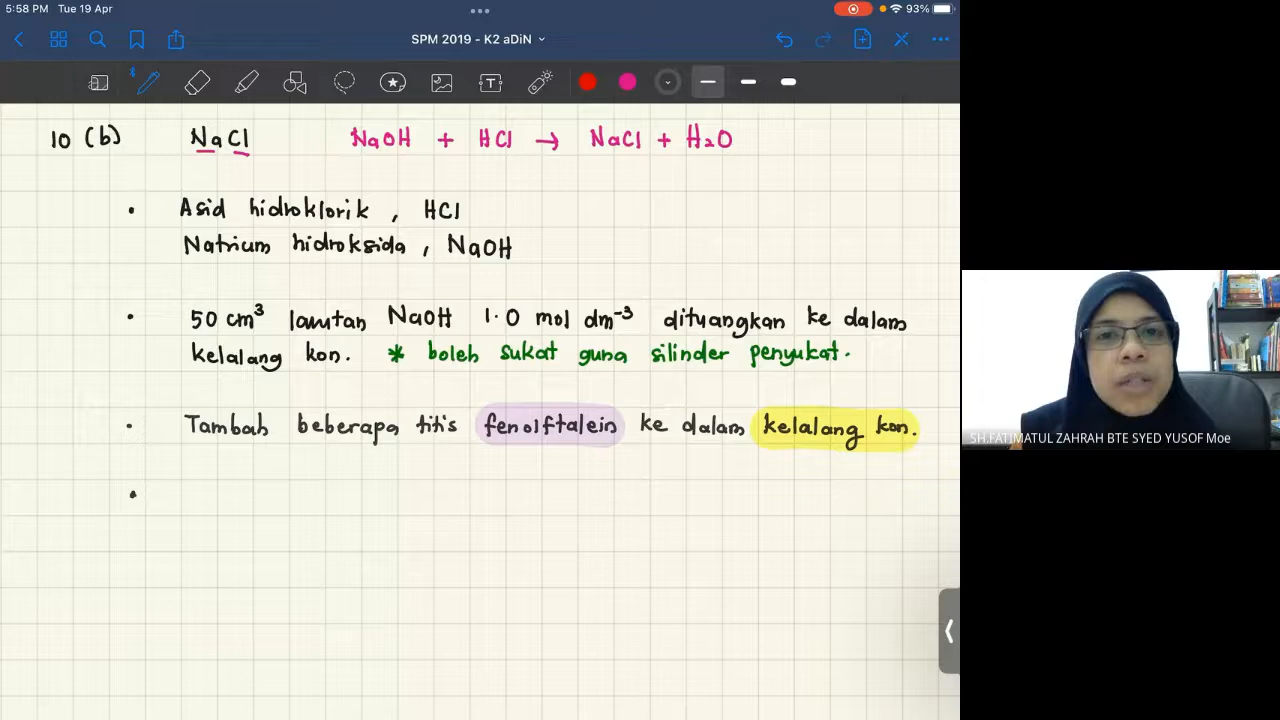 5:58 PM Tue 19 Apr
93%
SPM 2019 - K2 aDiN
10 (b) NaCl NaOH + HCl → NaCl + H₂O
• Asid hidroklorik, HCl
Natrium hidroksida, NaOH
• 50 cm³ larutan NaOH 1.0 mol dm⁻³ dituangkan ke dalam
kelalang kon. * boleh sukat guna silinder penyukat.
• Tambah beberapa titis fenolftalein ke dalam kelalang kon.
•
SH.FATIMATUL ZAHRAH BTE SYED YUSOF Moe